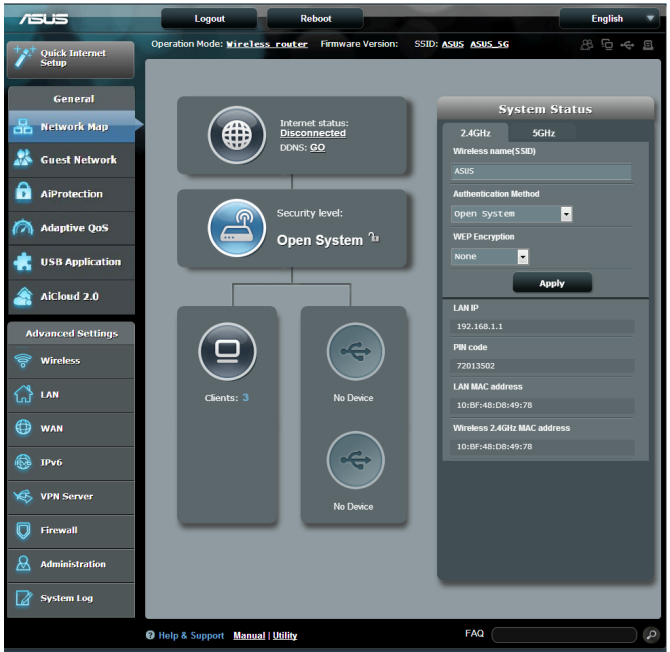 ASUS
Logout
Reboot
English
Quick Internet
Setup
Operation Mode: Wireless router Firmware Version: SSID: ASUS ASUS_5G
General
Network Map
Guest Network
AiProtection
Adaptive QoS
USB Application
AiCloud 2.0
Advanced Settings
Wireless
LAN
WAN
IPv6
VPN Server
Firewall
Administration
System Log
Internet status:
Disconnected
DDNS: GO
Security level:
Open System
Clients: 3
No Device
No Device
System Status
2.4GHz 5GHz
Wireless name(SSID)
ASUS
Authentication Method
Open System
WEP Encryption
None
Apply
LAN IP
192.168.1.1
PIN code
72013502
LAN MAC address
10:BF:48:D8:49:78
Wireless 2.4GHz MAC address
10:BF:48:D8:49:78
Help & Support Manual | Utility
FAQ